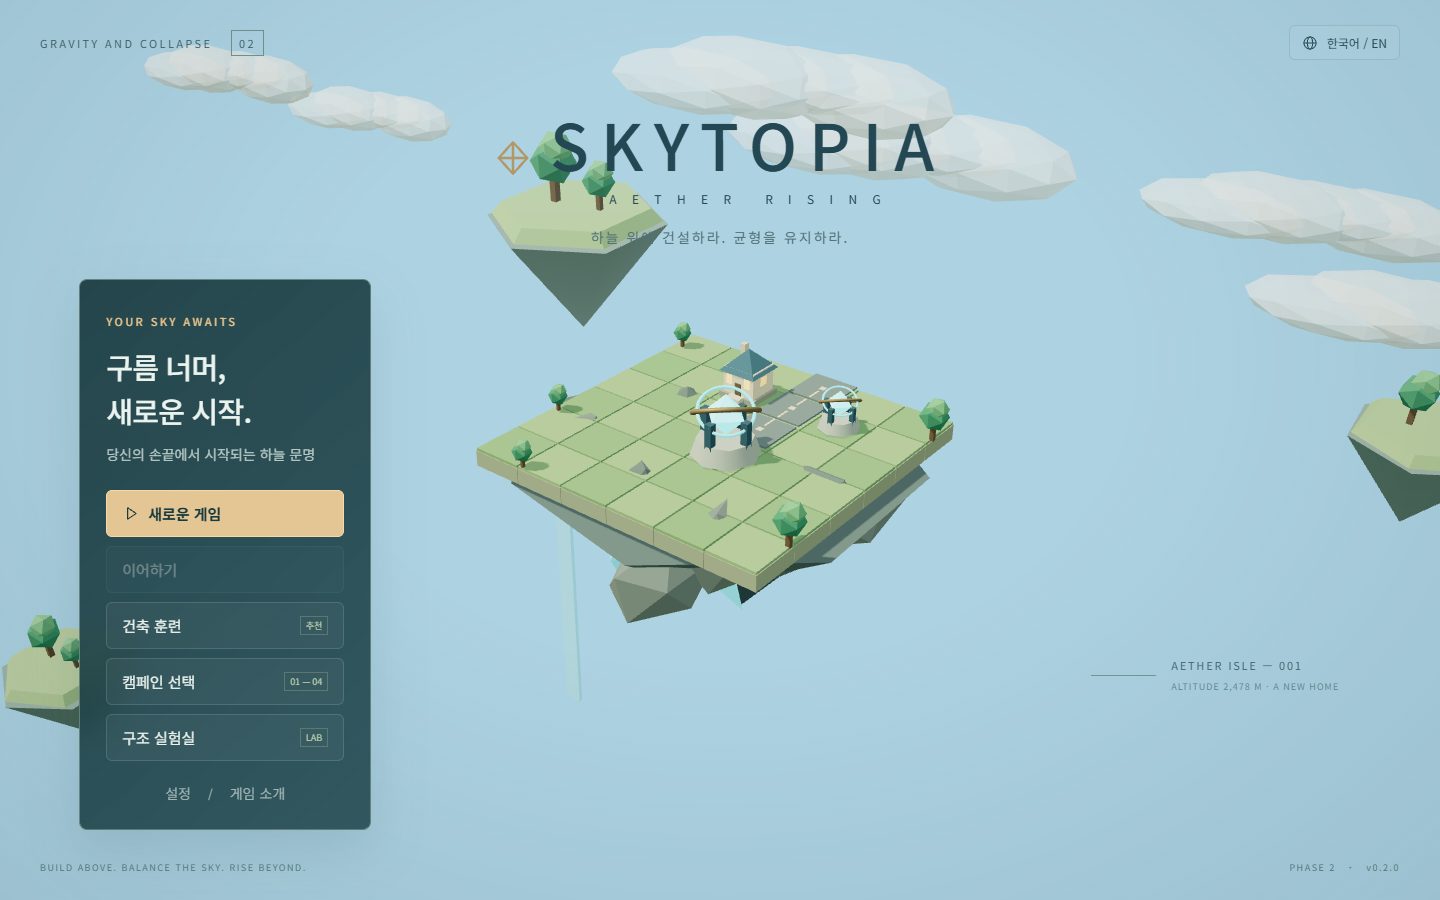 GRAVITY AND COLLAPSE 02
한국어 / EN
SKYTOPIA
AETHER RISING
하늘 위에 건설하라. 균형을 유지하라.
YOUR SKY AWAITS
구름 너머,
새로운 시작.
당신의 손끝에서 시작되는 하늘 문명
새로운 게임
이어하기
건축 훈련 추천
캠페인 선택 01 — 04
구조 실험실 LAB
설정 / 게임 소개
AETHER ISLE — 001
ALTITUDE 2,478 M · A NEW HOME
BUILD ABOVE. BALANCE THE SKY. RISE BEYOND.
PHASE 2 · v0.2.0